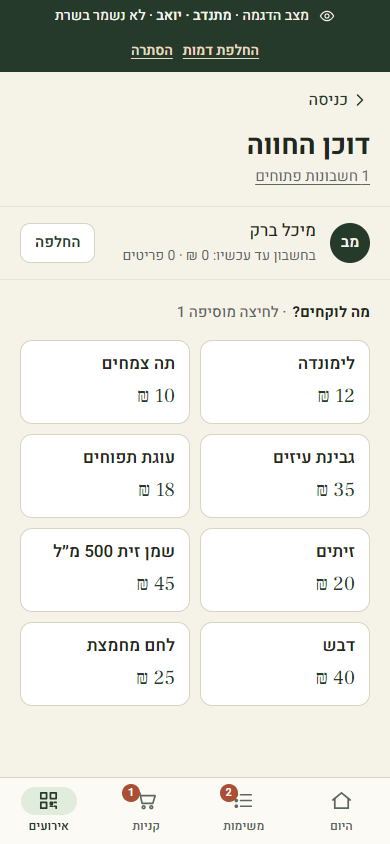 מצב הדגמה · מתנדב · יואב · לא נשמר בשרת
החלפת דמות הסתרה
כניסה
דוכן החווה
1 חשבונות פתוחים
מב
מיכל ברק
בחשבון עד עכשיו: 0 ₪ · 0 פריטים
החלפה
מה לוקחים? · לחיצה מוסיפה 1
לימונדה
12 ₪
תה צמחים
10 ₪
גבינת עיזים
35 ₪
עוגת תפוחים
18 ₪
זיתים
20 ₪
שמן זית 500 מ״ל
45 ₪
דבש
40 ₪
לחם מחמצת
25 ₪
היום
2
משימות
1
קניות
אירועים